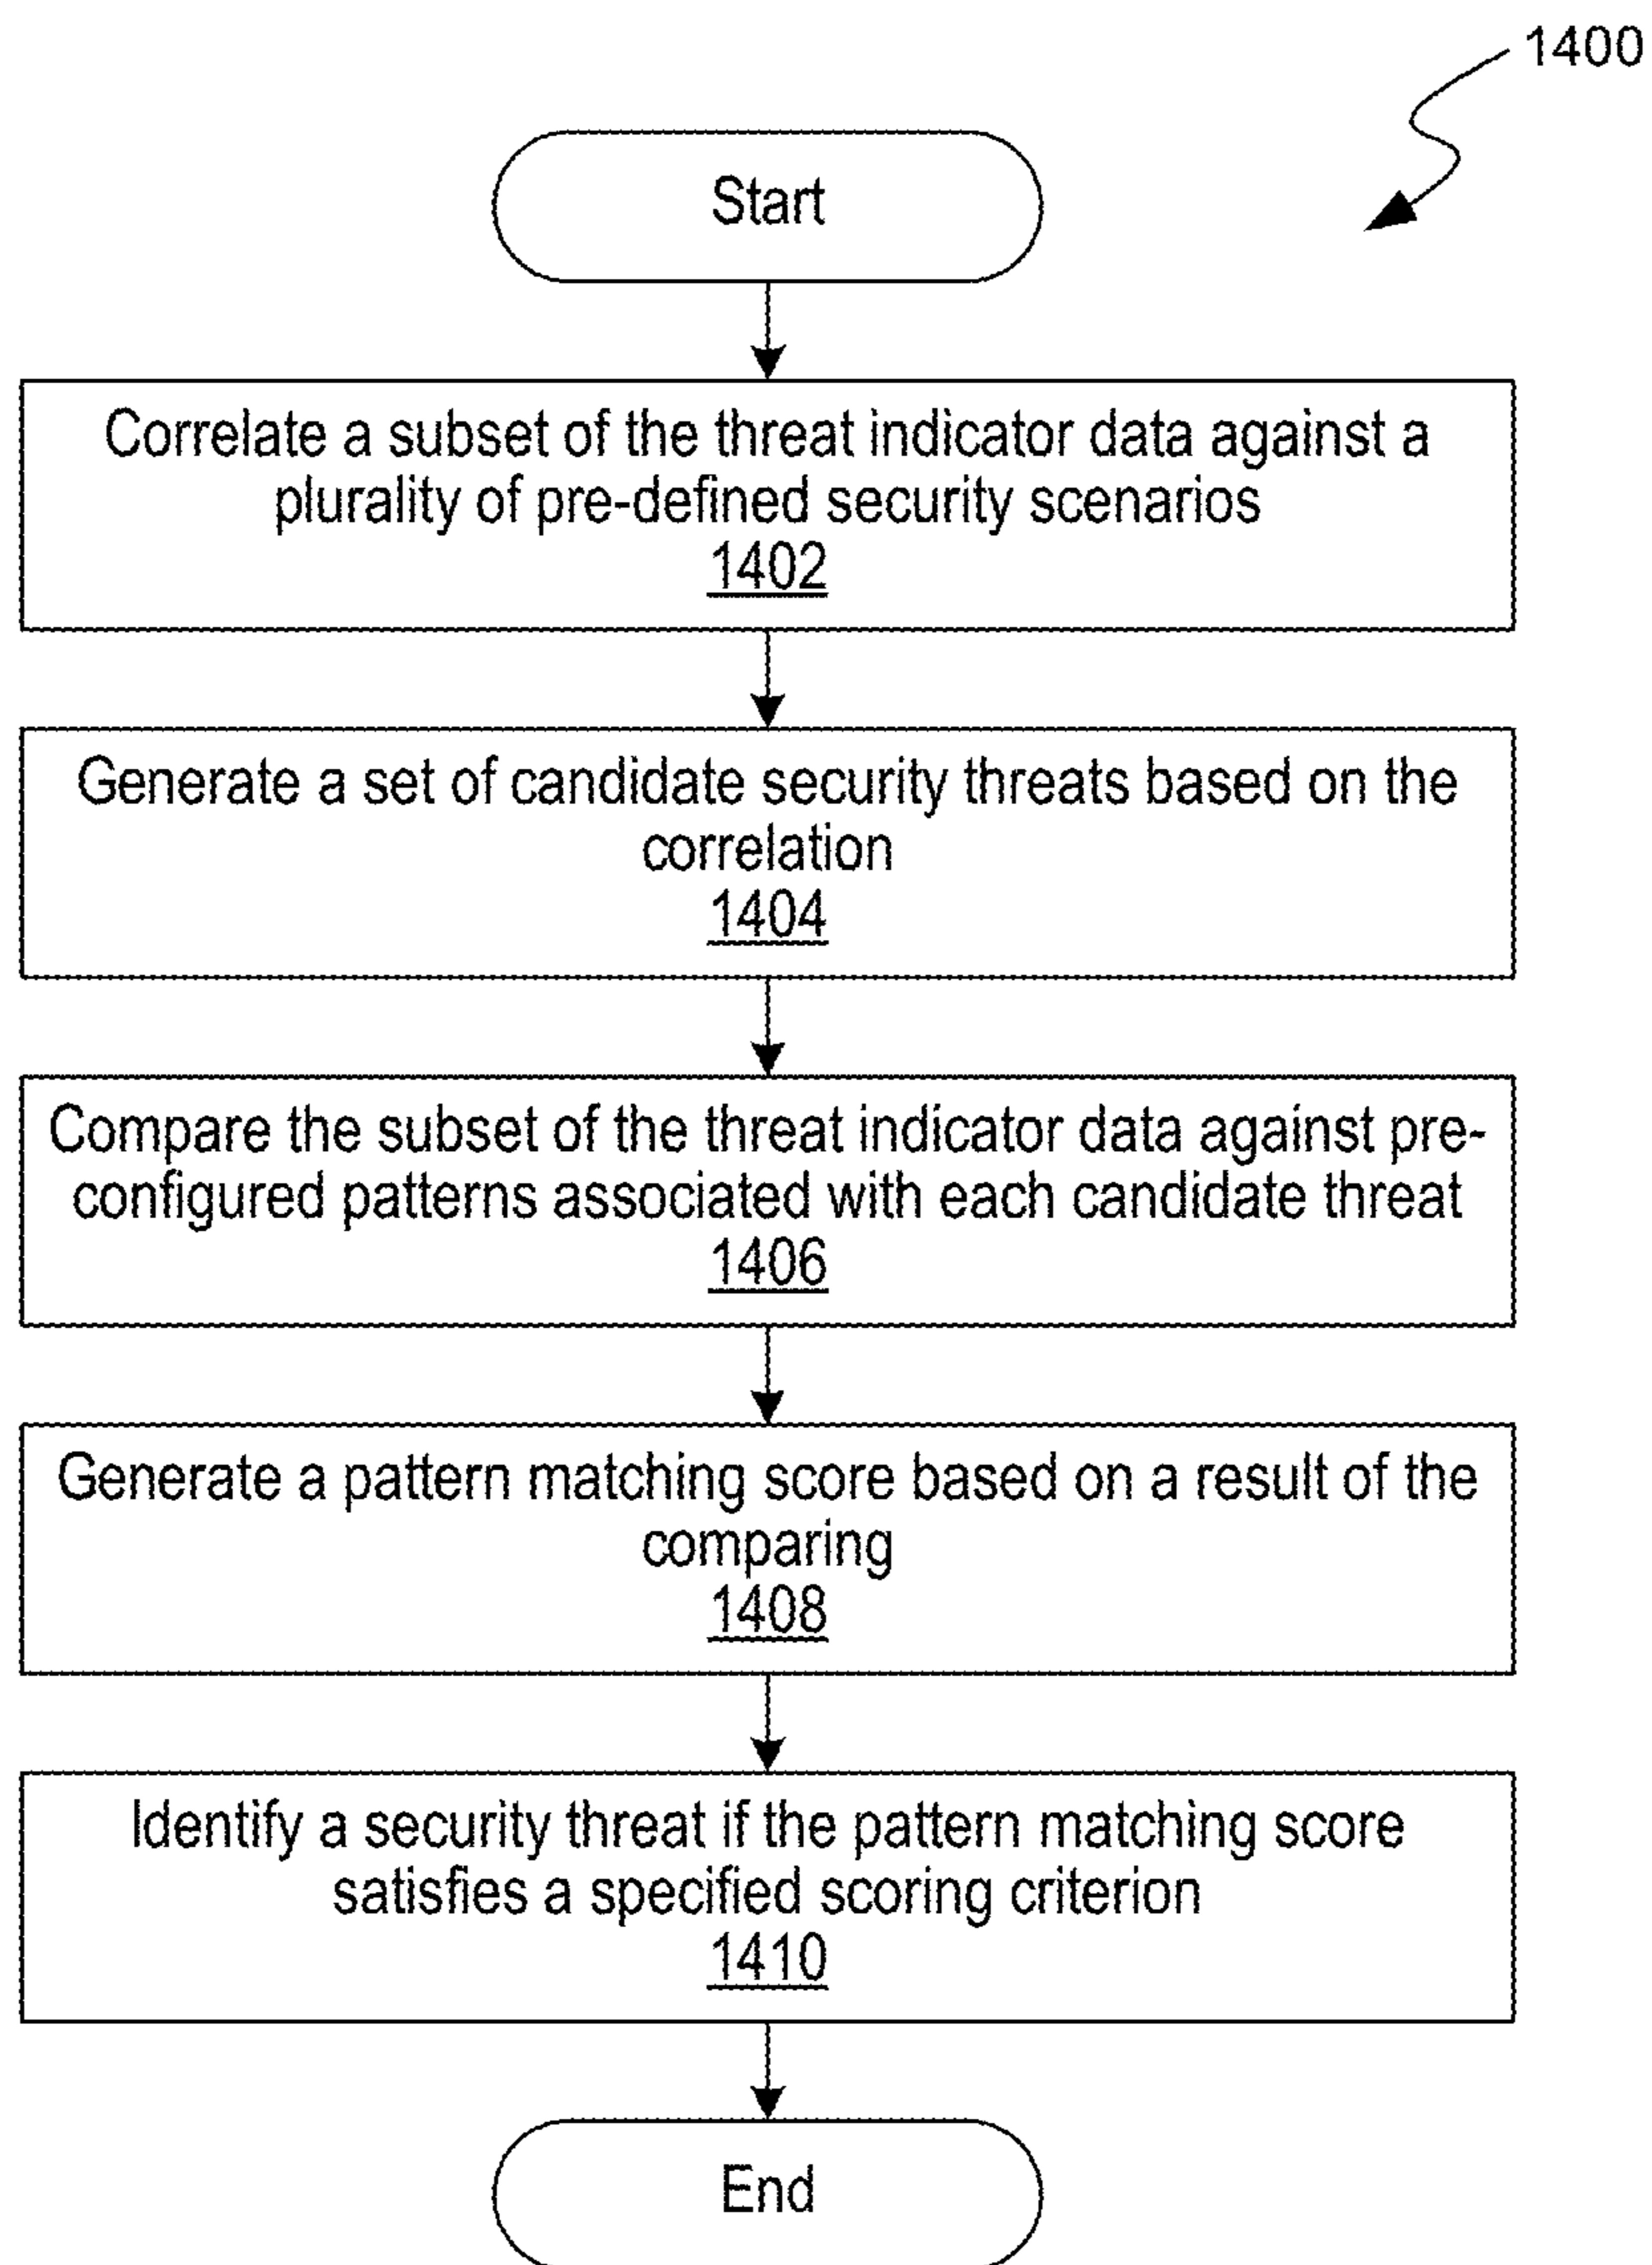 1400
Start
Correlate a subset of the threat indicator data against a
plurality of pre-defined security scenarios
1402
Generate a set of candidate security threats based on the
correlation
1404
Compare the subset of the threat indicator data against pre-
configured patterns associated with each candidate threat
1406
Generate a pattern matching score based on a result of the
comparing
1408
Identify a security threat if the pattern matching score
satisfies a specified scoring criterion
1410
End